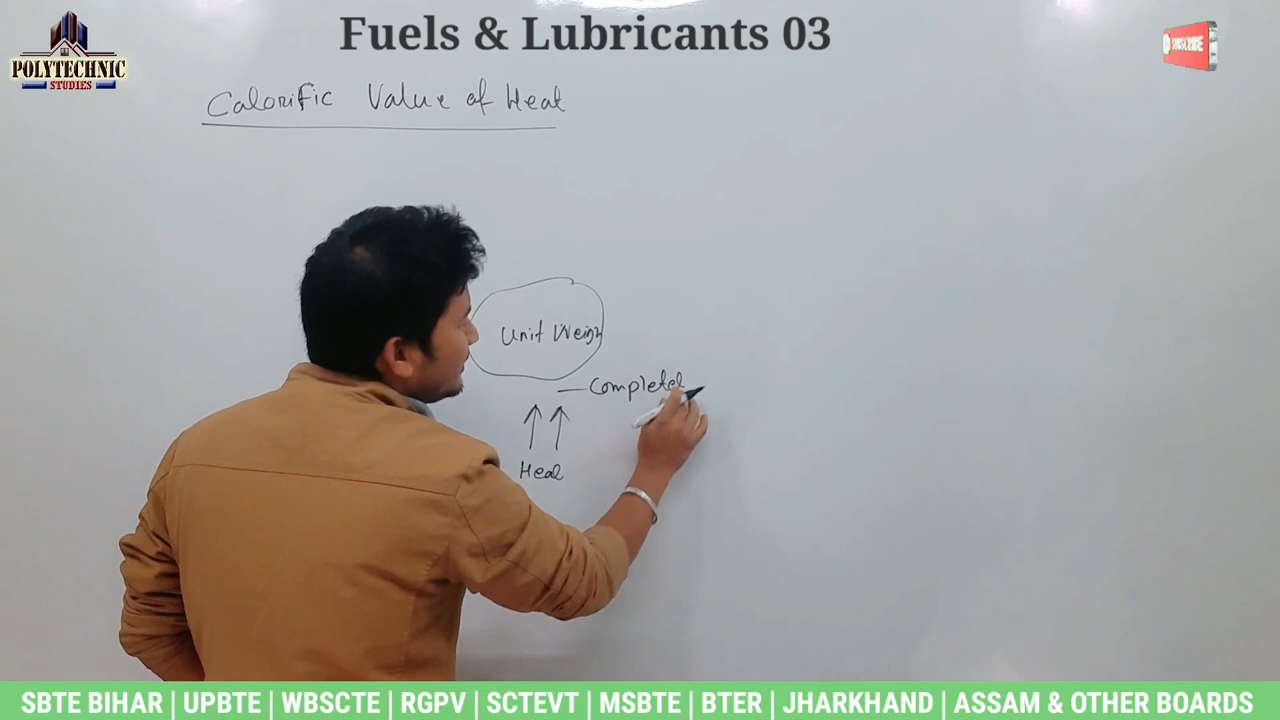 Fuels & Lubricants 03
POLYTECHNIC
STUDIES
SUBSCRIBE
Calorific Value of Heat
Unit Weigh
Completel
Heat
SBTE BIHAR | UPBTE | WBSCTE | RGPV | SCTEVT | MSBTE | BTER | JHARKHAND | ASSAM & OTHER BOARDS